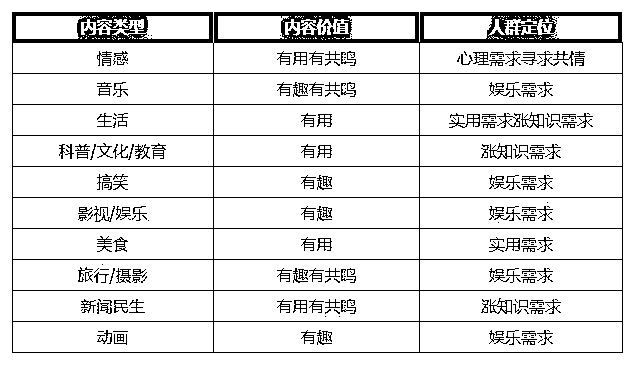 内容类型 内容价值 人群定位
情感 有用有共鸣 心理需求寻求共情
音乐 有趣有共鸣 娱乐需求
生活 有用 实用需求涨知识需求
科普/文化/教育 有用 涨知识需求
搞笑 有趣 娱乐需求
影视/娱乐 有趣 娱乐需求
美食 有用 实用需求
旅行/摄影 有趣有共鸣 娱乐需求
新闻民生 有用有共鸣 涨知识需求
动画 有趣 娱乐需求